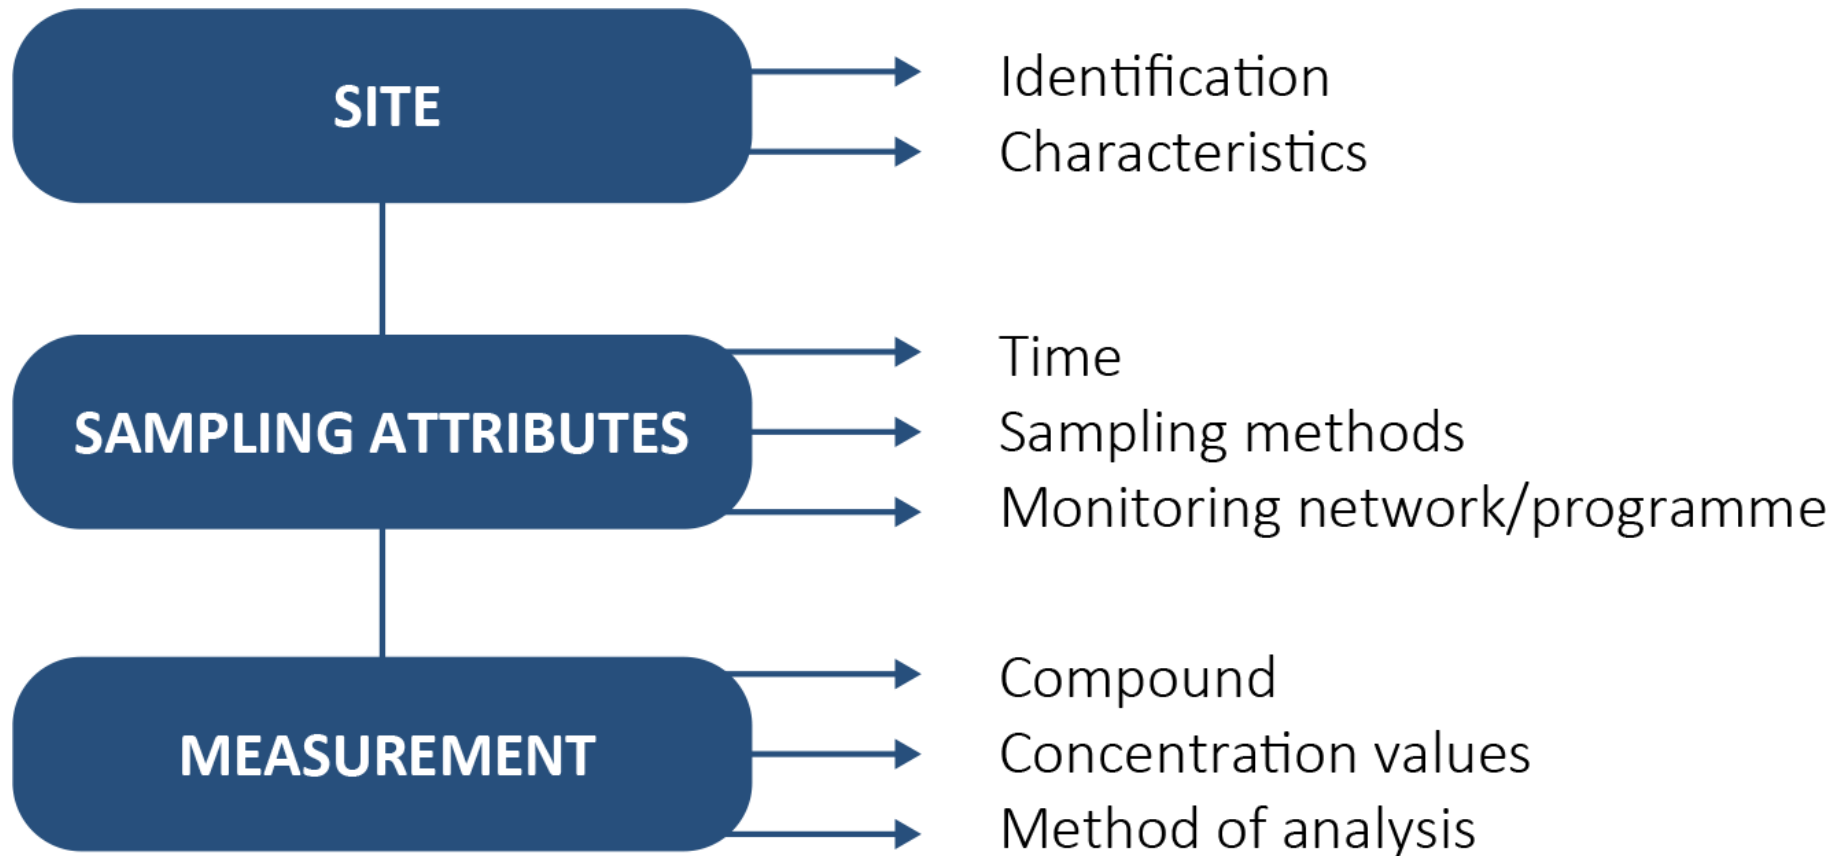 SITE
Identification
Characteristics
SAMPLING ATTRIBUTES
Time
Sampling methods
Monitoring network/programme
MEASUREMENT
Compound
Concentration values
Method of analysis